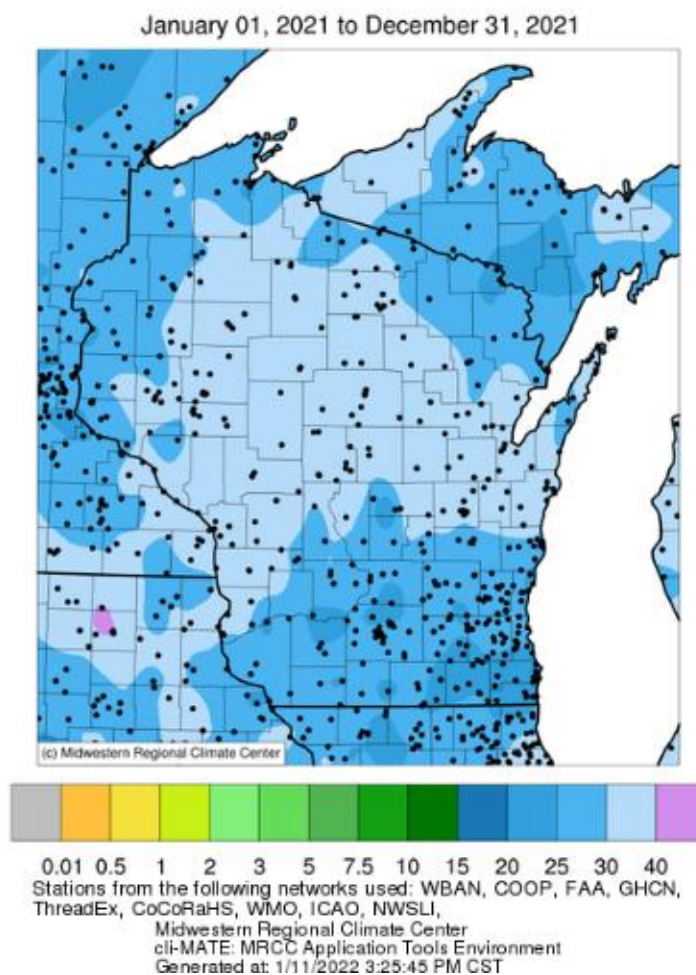 January 01, 2021 to December 31, 2021
(c) Midwestern Regional Climate Center
0.01 0.5 1 2 3 5 7.5 10 15 20 25 30 40
Stations from the following networks used: WBAN, COOP, FAA, GHCN,
ThreadEx, CoCoRaHS, WMO, ICAO, NWSLI,
Midwestern Regional Climate Center
cli-MATE: MRCC Application Tools Environment
Generated at: 1/11/2022 3:25:45 PM CST